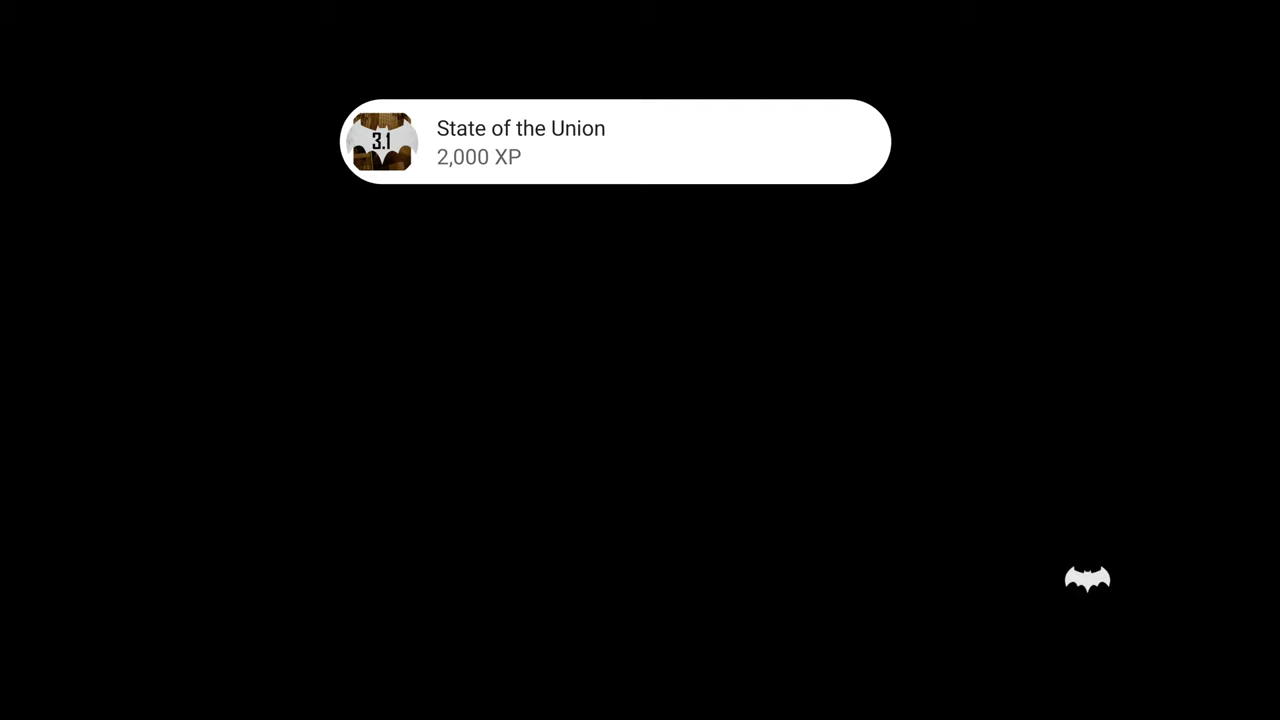 3.1
State of the Union
2,000 XP